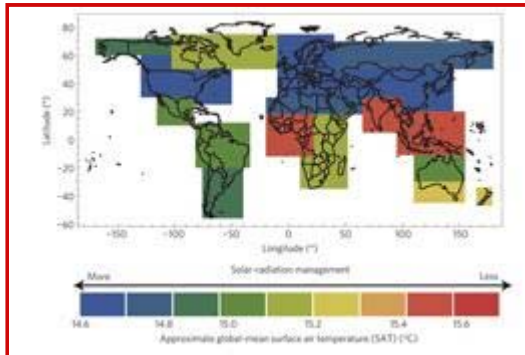 80
60
40
20
0
−20
−40
−60
Latitude (°)
−150 −100 −50 0 50 100 150
Longitude (°)
Solar-radiation management
More Less
14.6 14.8 15.0 15.2 15.4 15.6
Approximate global-mean surface air temperature (SAT) (°C)